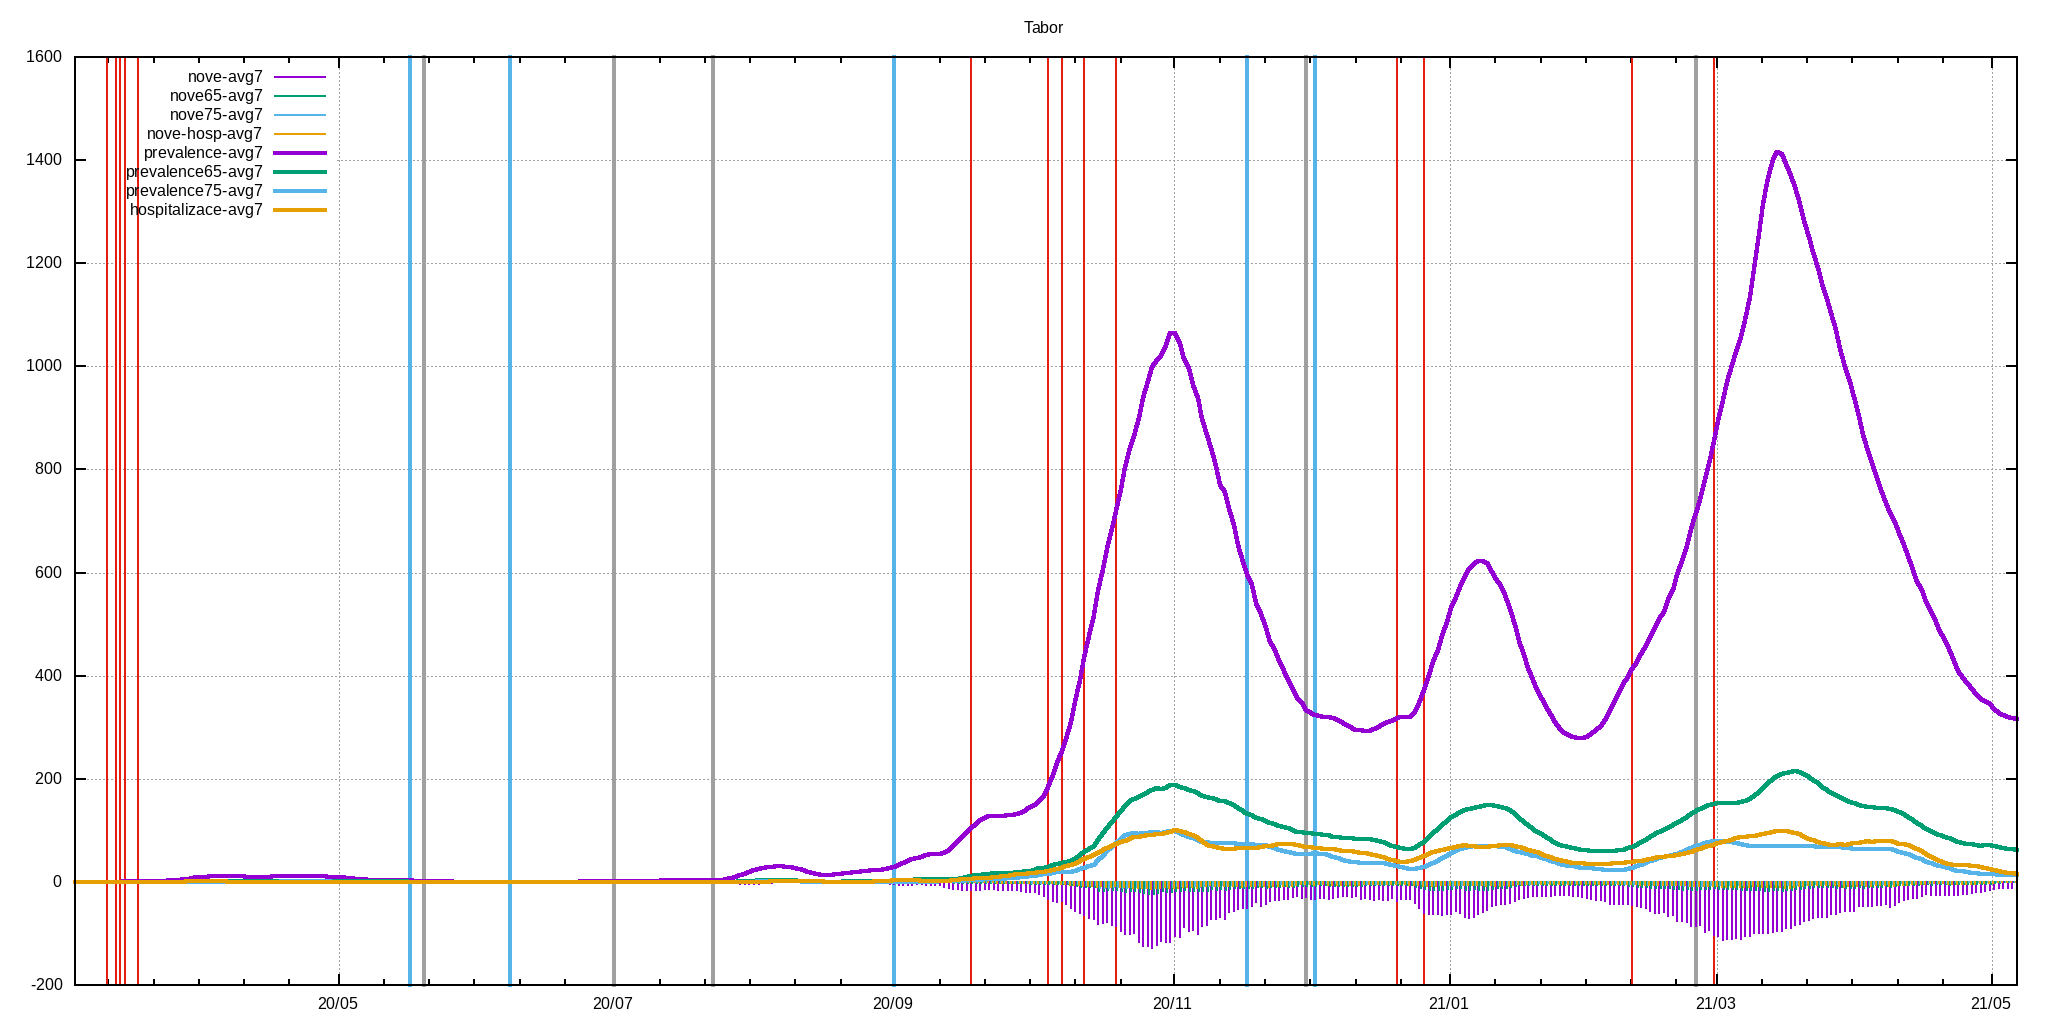 Tabor
1600
1400
1200
1000
800
600
400
200
0
-200
nove-avg7
nove65-avg7
nove75-avg7
nove-hosp-avg7
prevalence-avg7
prevalence65-avg7
prevalence75-avg7
hospitalizace-avg7
20/05 20/07 20/09 20/11 21/01 21/03 21/05